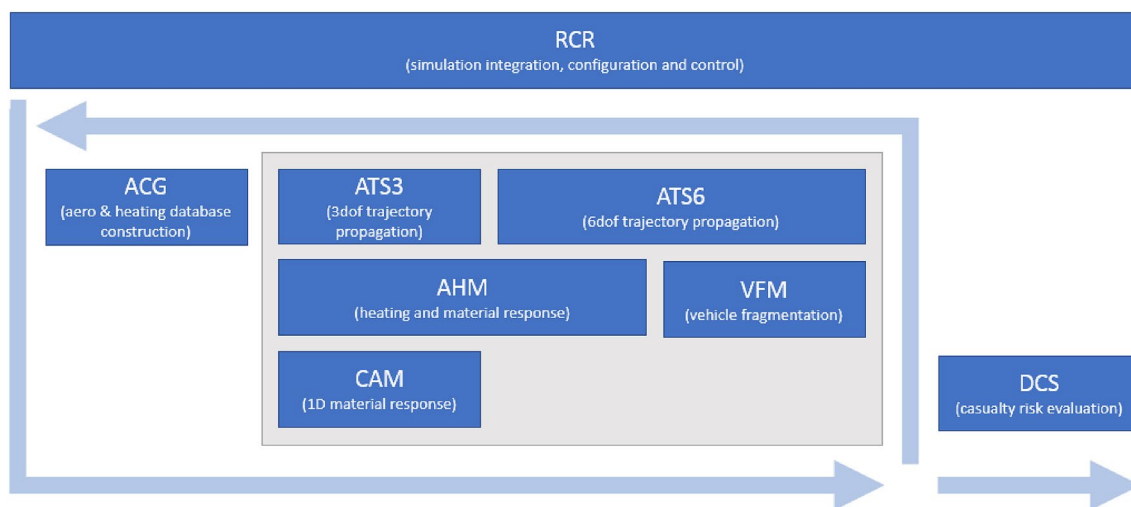 RCR
(simulation integration, configuration and control)
ACG
(aero & heating database
construction)
ATS3
(3dof trajectory
propagation)
ATS6
(6dof trajectory propagation)
AHM
(heating and material response)
VFM
(vehicle fragmentation)
CAM
(1D material response)
DCS
(casualty risk evaluation)